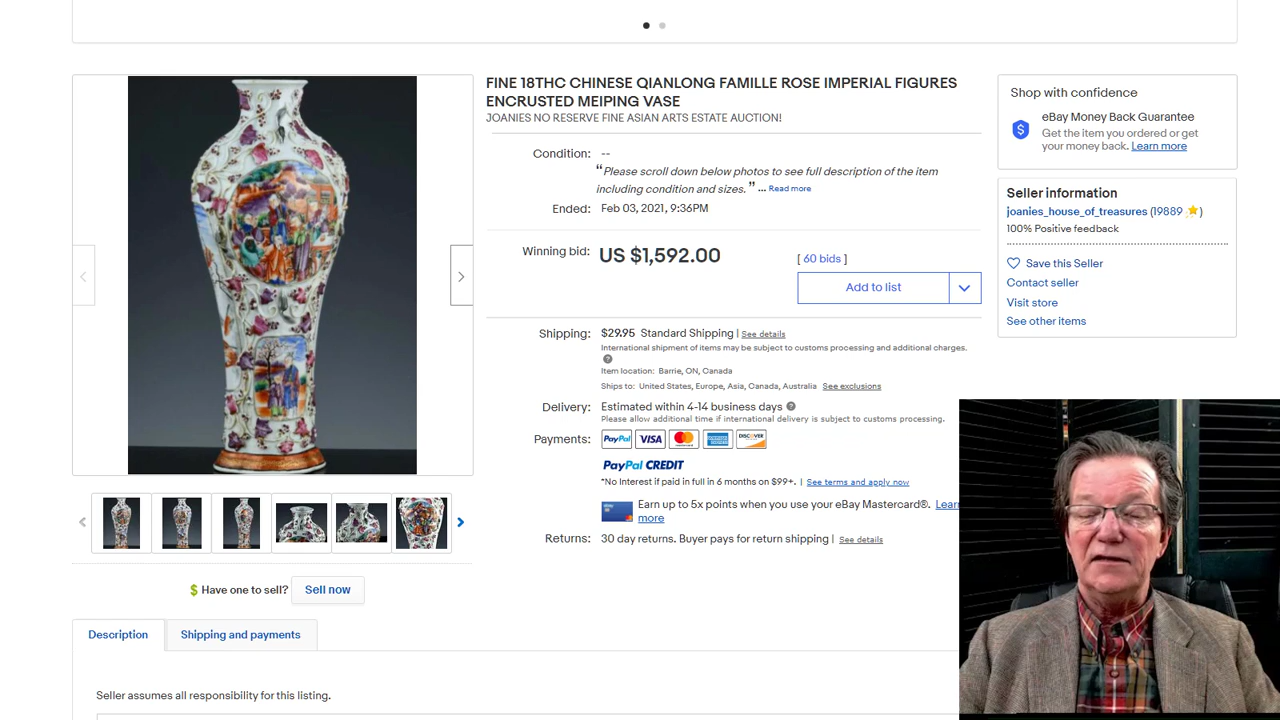 FINE 18THC CHINESE QIANLONG FAMILLE ROSE IMPERIAL FIGURES
ENCRUSTED MEIPING VASE
JOANIES NO RESERVE FINE ASIAN ARTS ESTATE AUCTION!
Condition: --
“Please scroll down below photos to see full description of the item
including condition and sizes. ” ... Read more
Ended: Feb 03, 2021, 9:36PM
Winning bid: US $1,592.00 [ 60 bids ]
Add to list
Shipping: $29.95 Standard Shipping | See details
International shipment of items may be subject to customs processing and additional charges.
Item location: Barrie, ON, Canada
Ships to: United States, Europe, Asia, Canada, Australia See exclusions
Delivery: Estimated within 4-14 business days
Please allow additional time if international delivery is subject to customs processing.
Payments: PayPal VISA MasterCard AMERICAN EXPRESS DISCOVER
PayPal CREDIT
*No Interest if paid in full in 6 months on $99+. | See terms and apply now
Earn up to 5x points when you use your eBay Mastercard®. Learn
more
Returns: 30 day returns. Buyer pays for return shipping | See details
Shop with confidence
eBay Money Back Guarantee
Get the item you ordered or get
your money back. Learn more
Seller information
joanies_house_of_treasures (19889 )
100% Positive feedback
Save this Seller
Contact seller
Visit store
See other items
$ Have one to sell? Sell now
Description Shipping and payments
Seller assumes all responsibility for this listing.